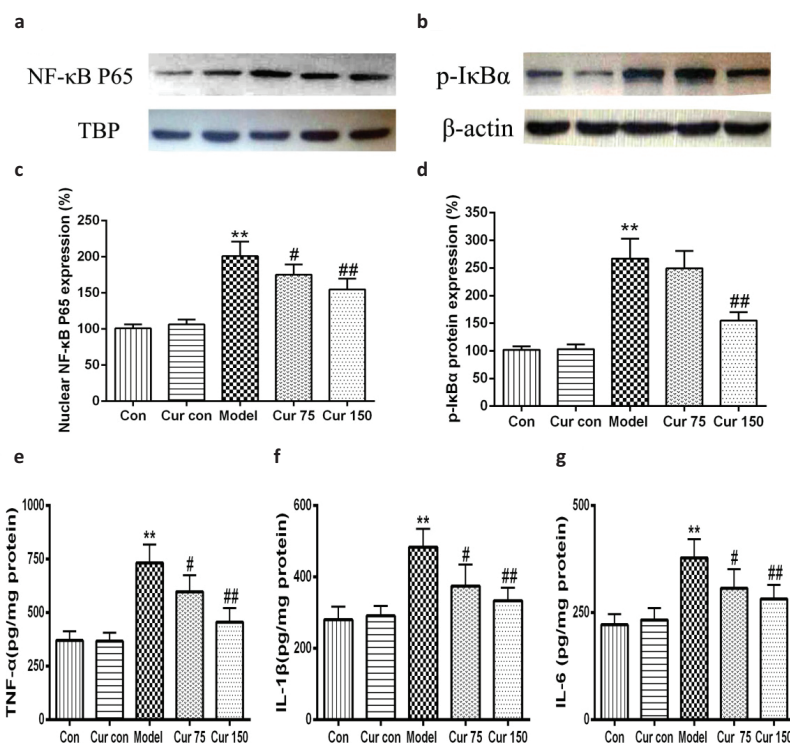 a
b
NF-κB P65
p-IκBα
TBP
β-actin
c
d
Nuclear NF-κB P65 expression (%)
250
200
150
100
50
0
**
#
##
Con Cur con Model Cur 75 Cur 150
p-IκBα protein expression (%)
350
300
250
200
150
100
50
0
**
##
Con Cur con Model Cur 75 Cur 150
e
f
g
TNF-α(pg/mg protein)
1000
750
500
250
0
**
#
##
Con Cur con Model Cur 75 Cur 150
IL-1β(pg/mg protein)
600
400
200
0
**
#
##
Con Cur con Model Cur 75 Cur 150
IL-6 (pg/mg protein)
500
250
0
**
#
##
Con Cur con Model Cur 75 Cur 150